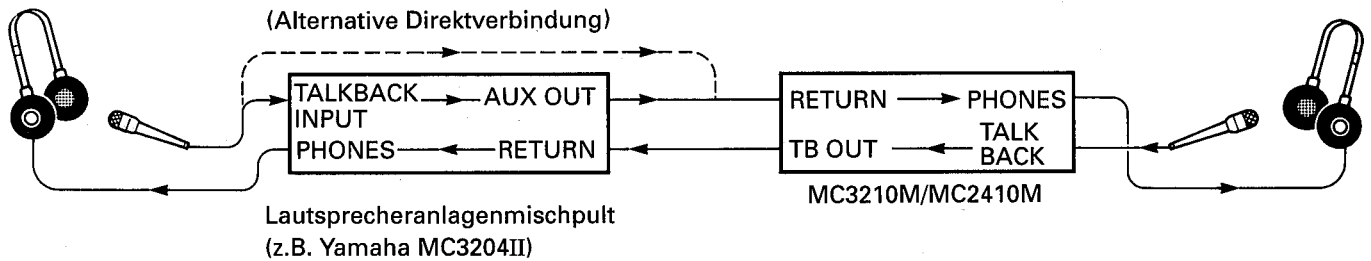 (Alternative Direktverbindung)
TALKBACK INPUT
AUX OUT
PHONES
RETURN
RETURN
PHONES
TB OUT
TALK BACK
Lautsprecheranlagenmischpult
(z.B. Yamaha MC3204II)
MC3210M/MC2410M